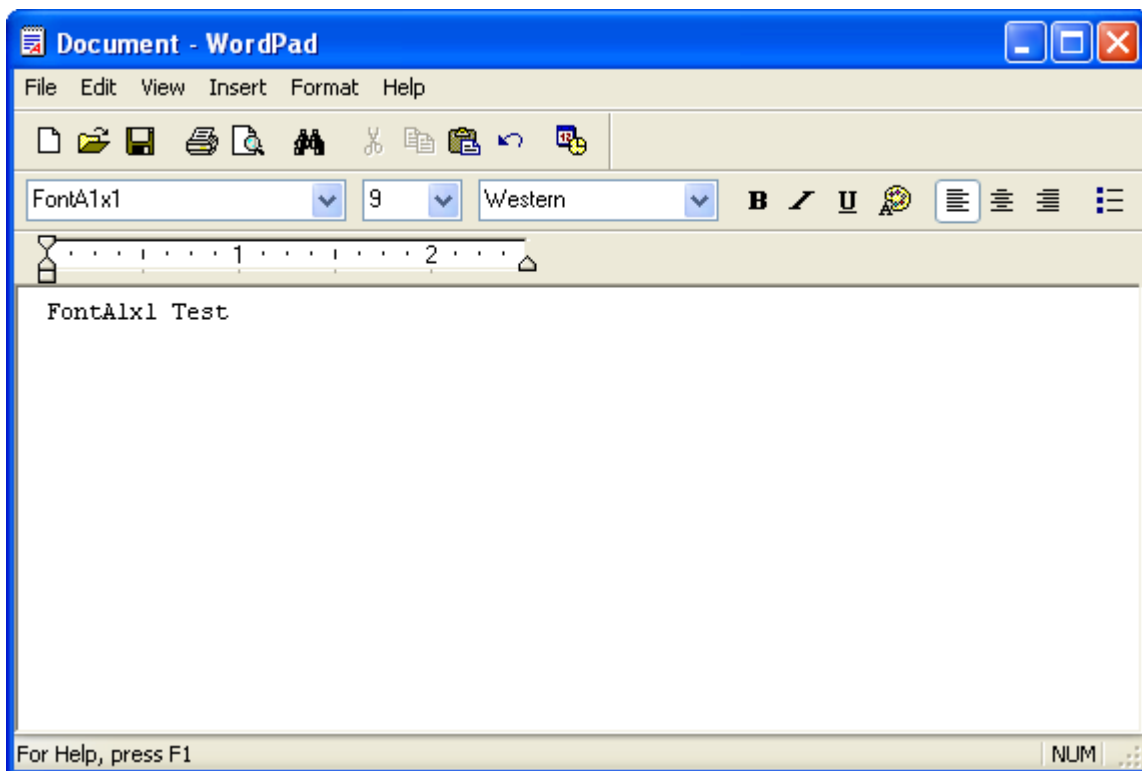 Document - WordPad
File Edit View Insert Format Help
FontA1x1 9 Western B U
1 2
FontA1x1 Test
For Help, press F1 NUM